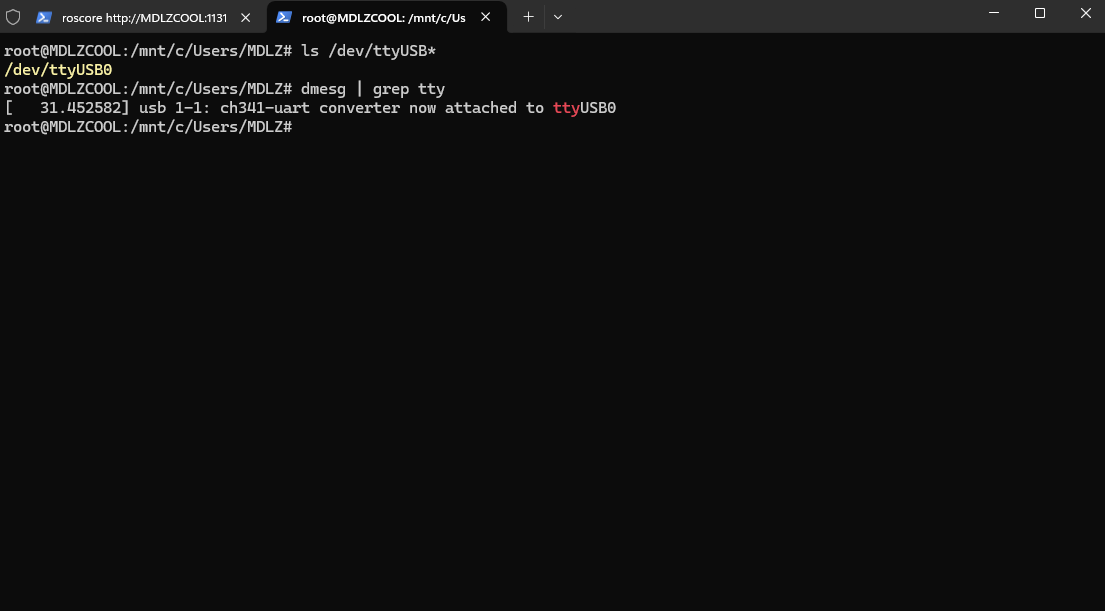 roscore http://MDLZCOOL:1131
root@MDLZCOOL: /mnt/c/Us
root@MDLZCOOL:/mnt/c/Users/MDLZ# ls /dev/ttyUSB*
/dev/ttyUSB0
root@MDLZCOOL:/mnt/c/Users/MDLZ# dmesg | grep tty
[   31.452582] usb 1-1: ch341-uart converter now attached to ttyUSB0
root@MDLZCOOL:/mnt/c/Users/MDLZ#